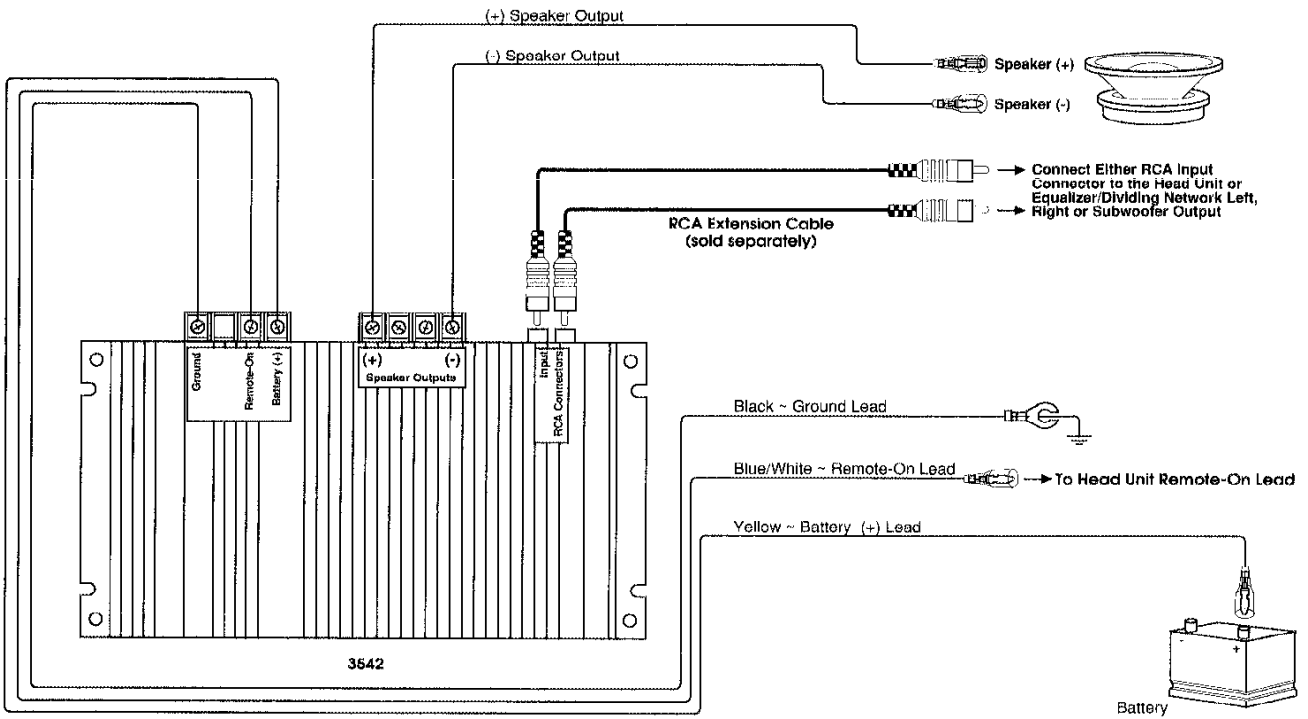 (+) Speaker Output
(-) Speaker Output
Speaker (+)
Speaker (-)
Connect Either RCA Input
Connector to the Head Unit or
Equalizer/Dividing Network Left,
Right or Subwoofer Output
RCA Extension Cable
(sold separately)
Ground
Remote-On
Battery (+)
(+) (-)
Speaker Outputs
Input
RCA Connectors
Black ~ Ground Lead
Blue/White ~ Remote-On Lead
To Head Unit Remote-On Lead
Yellow ~ Battery (+) Lead
- +
3542
Battery